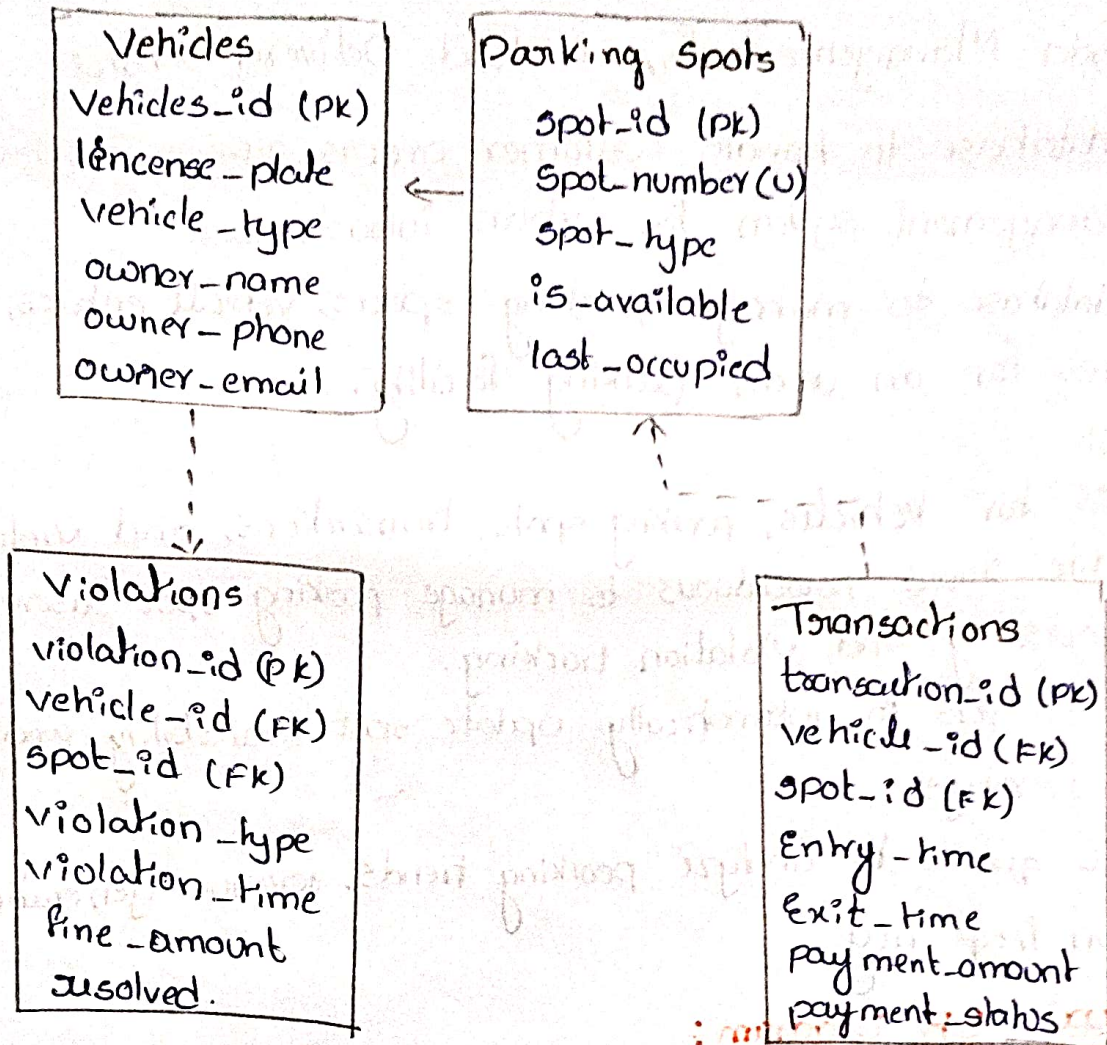 Vehicles
Vehicles_id (PK)
lencense_plate
Vehicle_type
owner_name
owner_phone
owner_email
Parking Spots
spot_id (PK)
Spot_number (U)
spot_type
is_available
last_occupied
Violations
violation_id (PK)
vehicle_id (FK)
spot_id (FK)
violation_type
violation_time
fine_amount
resolved.
Transactions
transaction_id (PK)
vehicle_id (FK)
spot_id (FK)
Entry_time
Exit_time
payment_amount
payment_status